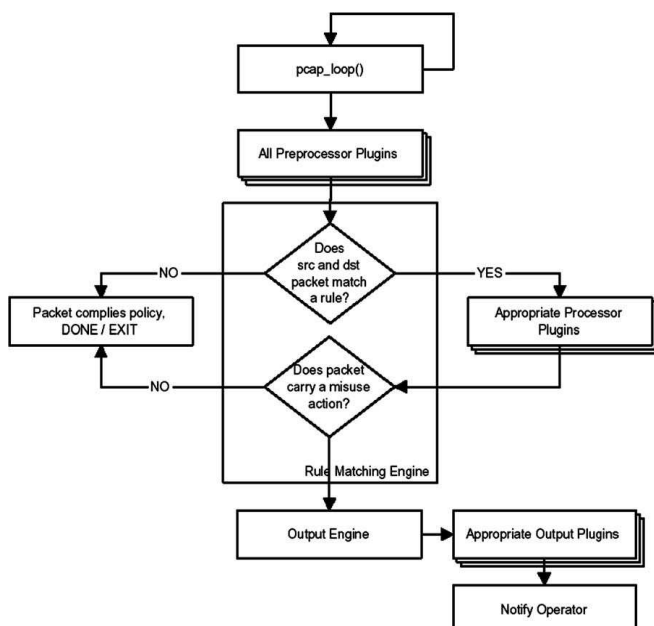 pcap_loop()
All Preprocessor Plugins
Does
src and dst
packet match
a rule?
NO
YES
Packet complies policy,
DONE / EXIT
Appropriate Processor
Plugins
Does packet
carry a misuse
action?
NO
Rule Matching Engine
Output Engine
Appropriate Output Plugins
Notify Operator